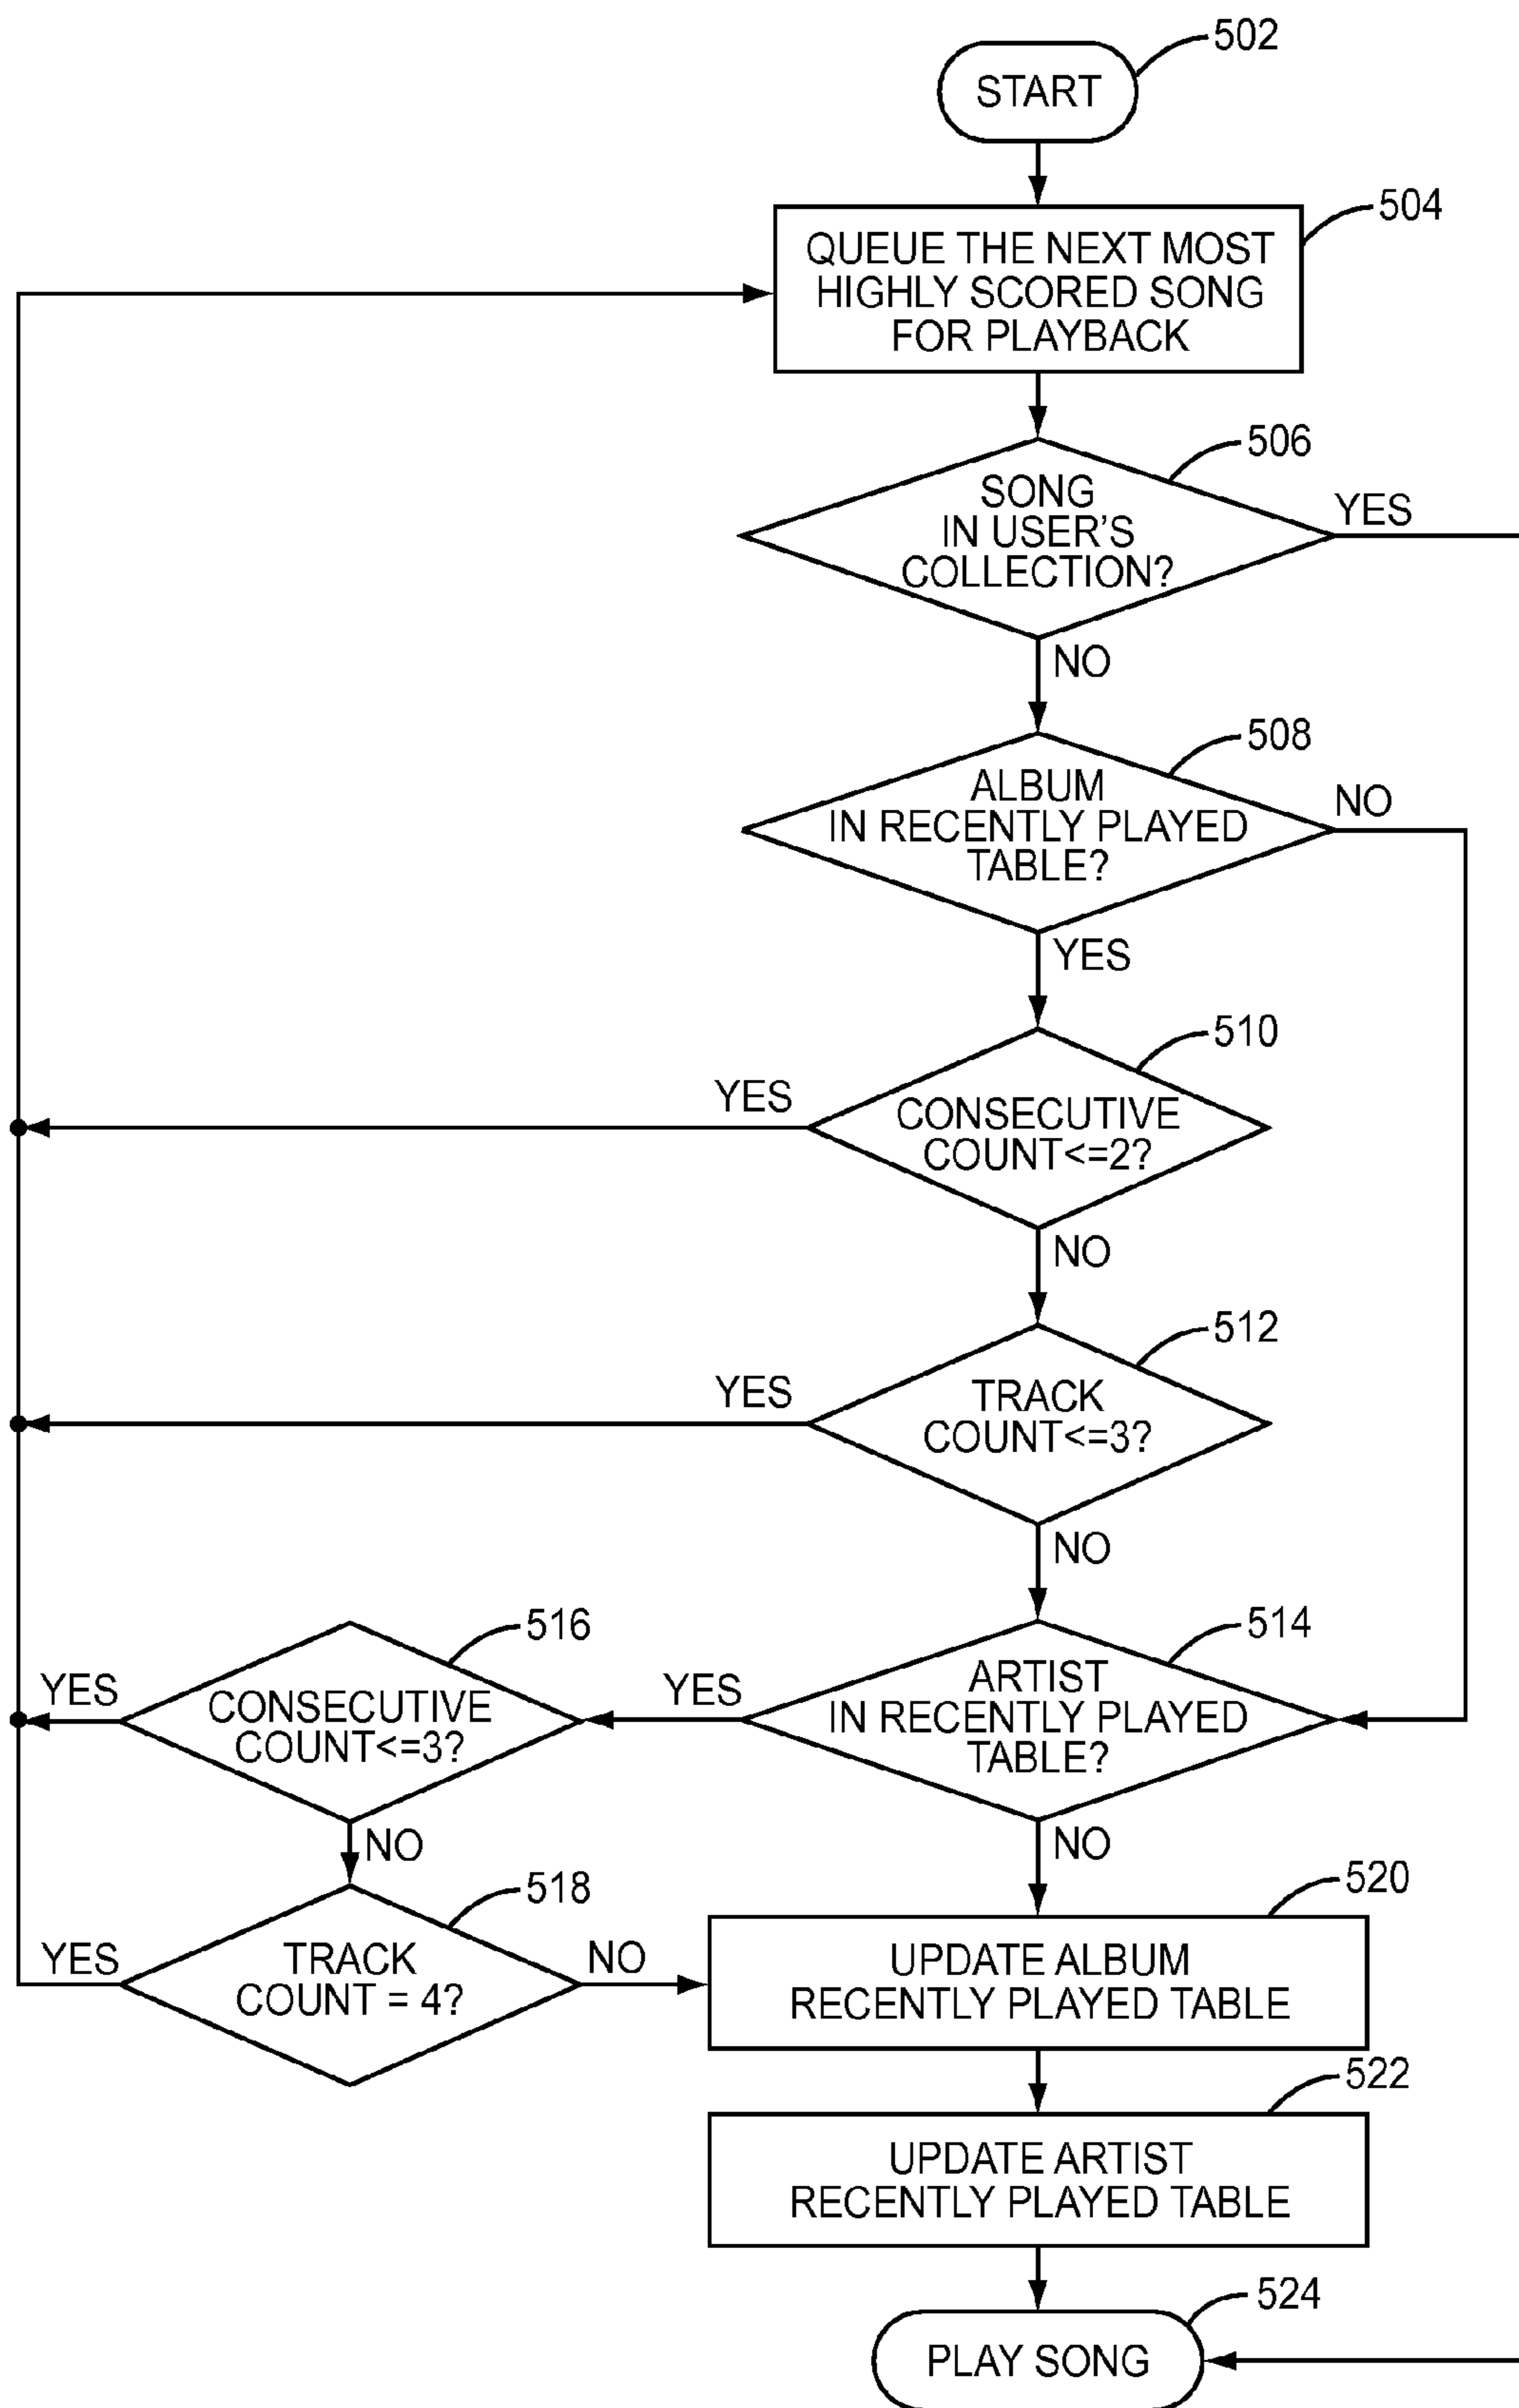 502
START
504
QUEUE THE NEXT MOST
HIGHLY SCORED SONG
FOR PLAYBACK
506
SONG
IN USER'S
COLLECTION?
YES
NO
508
ALBUM
IN RECENTLY PLAYED
TABLE?
NO
YES
510
CONSECUTIVE
COUNT<=2?
YES
NO
512
TRACK
COUNT<=3?
YES
NO
514
ARTIST
IN RECENTLY PLAYED
TABLE?
YES
NO
516
CONSECUTIVE
COUNT<=3?
YES
NO
518
TRACK
COUNT = 4?
YES
NO
520
UPDATE ALBUM
RECENTLY PLAYED TABLE
522
UPDATE ARTIST
RECENTLY PLAYED TABLE
524
PLAY SONG